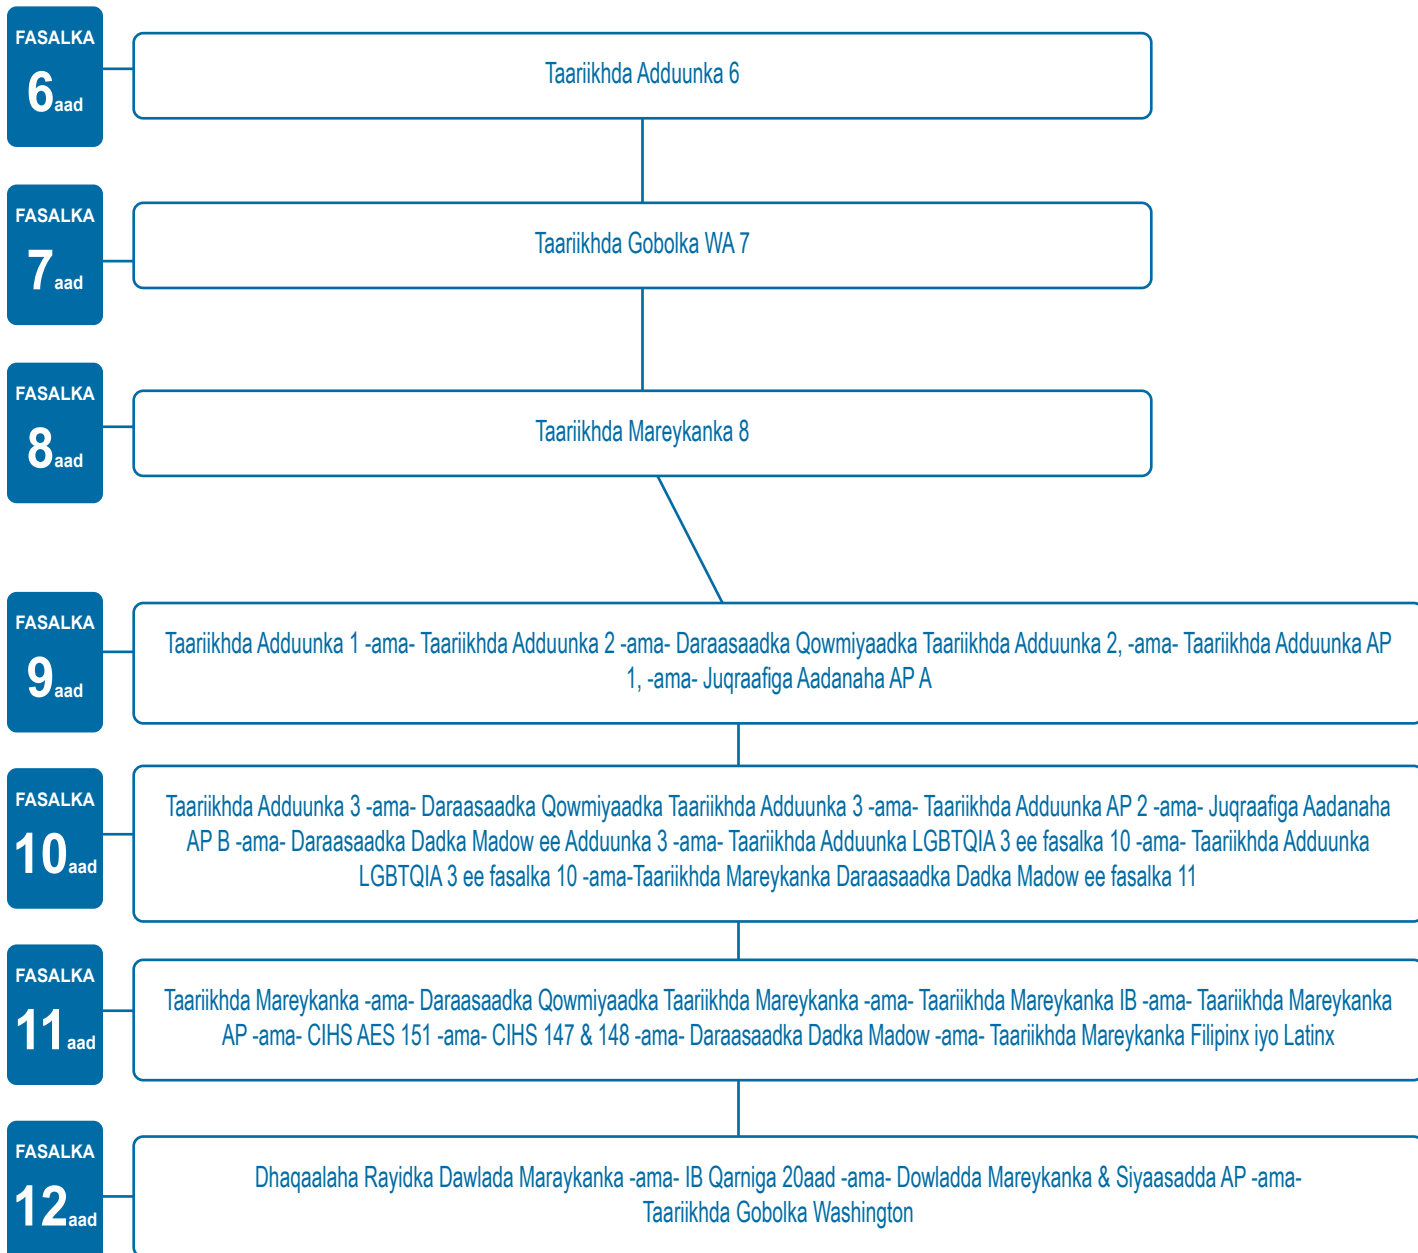 FASALKA
6aad
Taariikhda Adduunka 6
FASALKA
7aad
Taariikhda Gobolka WA 7
FASALKA
8aad
Taariikhda Mareykanka 8
FASALKA
9aad
Taariikhda Adduunka 1 -ama- Taariikhda Adduunka 2 -ama- Daraasaadka Qowmiyaadka Taariikhda Adduunka 2, -ama- Taariikhda Adduunka AP
1, -ama- Juqraafiga Aadanaha AP A
FASALKA
10aad
Taariikhda Adduunka 3 -ama- Daraasaadka Qowmiyaadka Taariikhda Adduunka 3 -ama- Taariikhda Adduunka AP 2 -ama- Juqraafiga Aadanaha
AP B -ama- Daraasaadka Dadka Madow ee Adduunka 3 -ama- Taariikhda Adduunka LGBTQIA 3 ee fasalka 10 -ama- Taariikhda Adduunka
LGBTQIA 3 ee fasalka 10 -ama-Taariikhda Mareykanka Daraasaadka Dadka Madow ee fasalka 11
FASALKA
11aad
Taariikhda Mareykanka -ama- Daraasaadka Qowmiyaadka Taariikhda Mareykanka -ama- Taariikhda Mareykanka IB -ama- Taariikhda Mareykanka
AP -ama- CIHS AES 151 -ama- CIHS 147 & 148 -ama- Daraasaadka Dadka Madow -ama- Taariikhda Mareykanka Filipinx iyo Latinx
FASALKA
12aad
Dhaqaalaha Rayidka Dawlada Maraykanka -ama- IB Qarniga 20aad -ama- Dowladda Mareykanka & Siyaasadda AP -ama-
Taariikhda Gobolka Washington